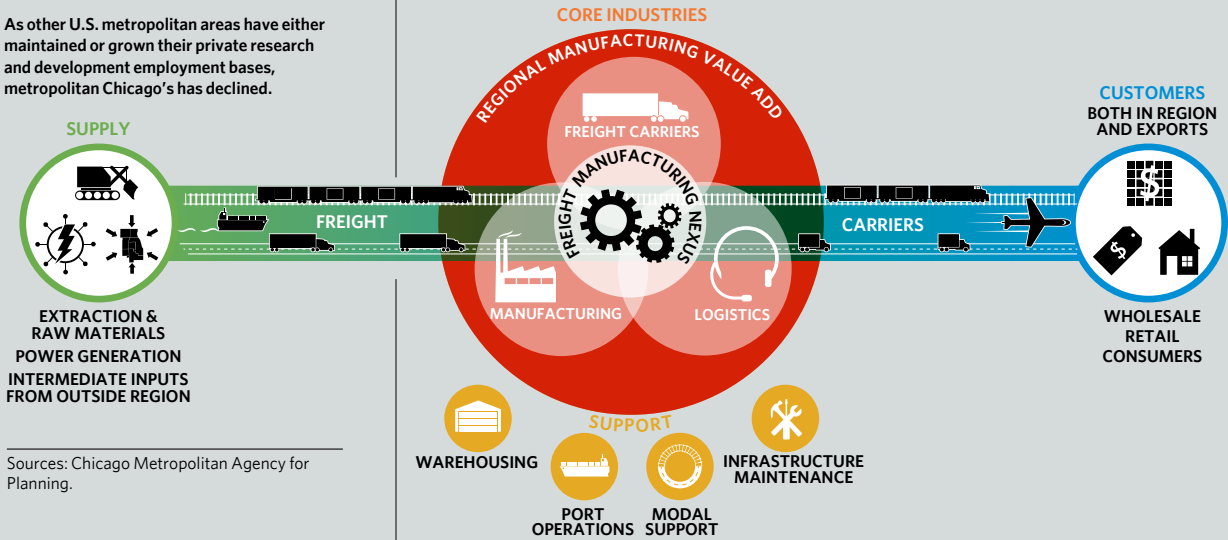 As other U.S. metropolitan areas have either
maintained or grown their private research
and development employment bases,
metropolitan Chicago's has declined.
SUPPLY
EXTRACTION &
RAW MATERIALS
POWER GENERATION
INTERMEDIATE INPUTS
FROM OUTSIDE REGION
Sources: Chicago Metropolitan Agency for
Planning.
FREIGHT
CORE INDUSTRIES
REGIONAL MANUFACTURING VALUE ADD
FREIGHT CARRIERS
FREIGHT MANUFACTURING NEXUS
MANUFACTURING
LOGISTICS
SUPPORT
WAREHOUSING
PORT
OPERATIONS
MODAL
SUPPORT
INFRASTRUCTURE
MAINTENANCE
CARRIERS
CUSTOMERS
BOTH IN REGION
AND EXPORTS
$
$
WHOLESALE
RETAIL
CONSUMERS